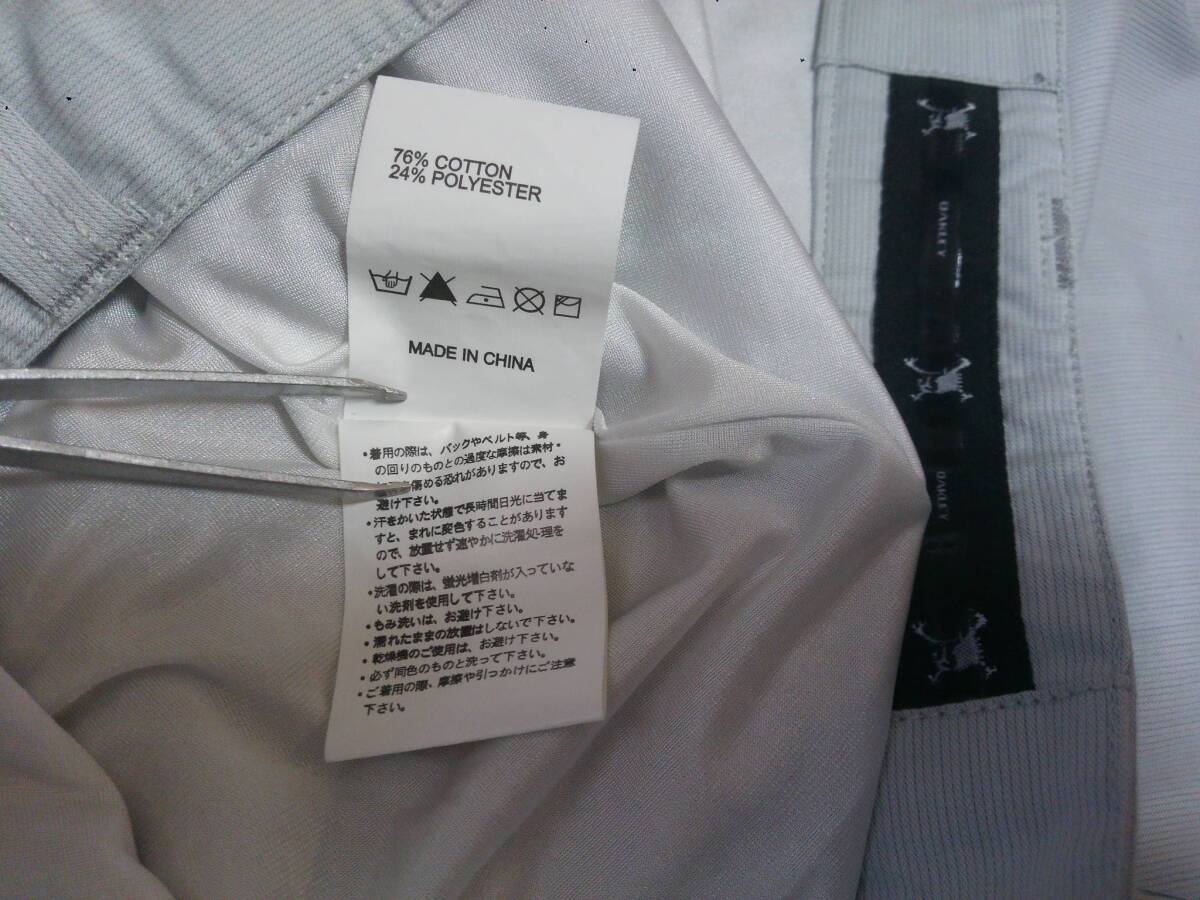 76% COTTON
24% POLYESTER
MADE IN CHINA
・着用の際は、バックやベルト等、身
の回りのものとの過度な摩擦は素材・
傷める恐れがありますので、お
避け下さい。
・汗をかいた状態で長時間日光に当てま
すと、まれに変色することがあります
ので、放置せず速やかに洗濯処理を
して下さい。
・洗濯の際は、蛍光増白剤が入っていな
い洗剤を使用して下さい。
・もみ洗いは、お避け下さい。
・濡れたままの放置はしないで下さい。
・乾燥機のご使用は、お避け下さい。
・必ず同色のものと洗って下さい。
・ご着用の際、摩擦や引っかけにご注意
下さい。
OAKLEY
OAKLEY